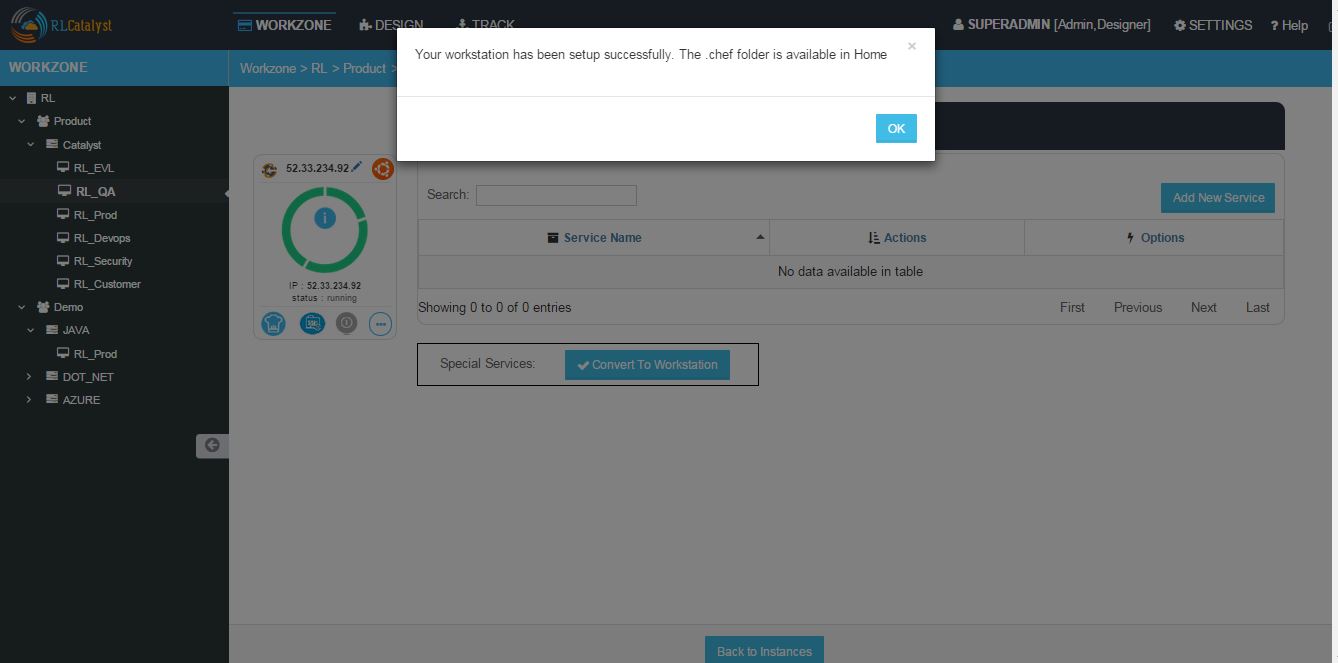 RLCatalyst
WORKZONE
DESIGN
TRACK
SUPERADMIN [Admin,Designer]
SETTINGS
? Help
Your workstation has been setup successfully. The .chef folder is available in Home
×
OK
WORKZONE
Workzone > RL > Product >
RL
Product
Catalyst
RL_EVL
RL_QA
RL_Prod
RL_Devops
RL_Security
RL_Customer
Demo
JAVA
RL_Prod
DOT_NET
AZURE
52.33.234.92
i
IP : 52.33.234.92
status : running
Search:
Add New Service
Service Name
Actions
Options
No data available in table
Showing 0 to 0 of 0 entries
First
Previous
Next
Last
Special Services:
Convert To Workstation
Back to Instances